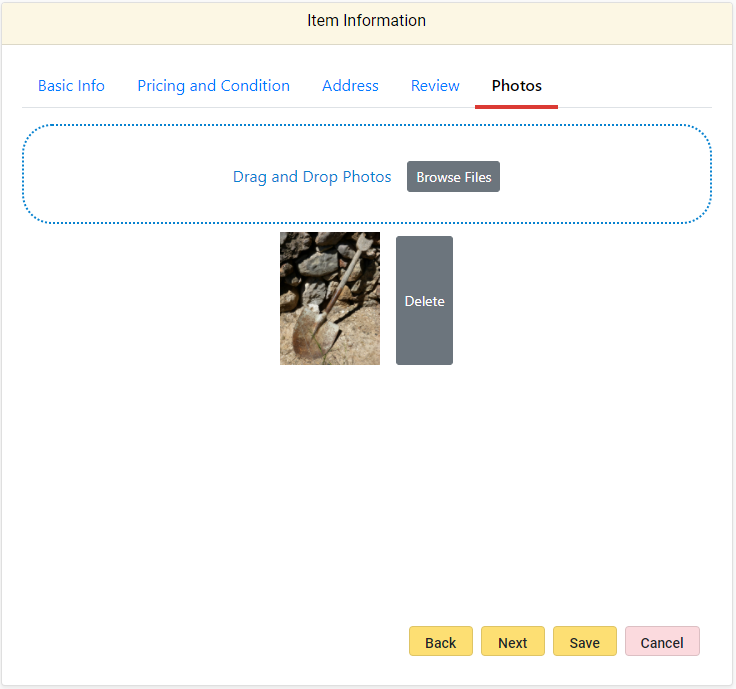 Item Information
Basic Info Pricing and Condition Address Review Photos
Drag and Drop Photos Browse Files
Delete
Back Next Save Cancel